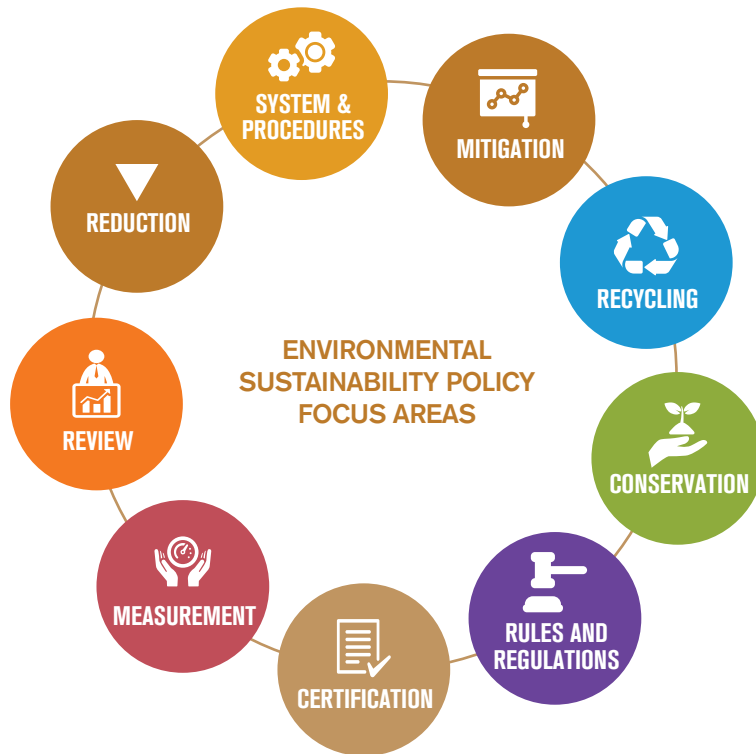 SYSTEM &
PROCEDURES
MITIGATION
REDUCTION
RECYCLING
ENVIRONMENTAL
SUSTAINABILITY POLICY
FOCUS AREAS
REVIEW
CONSERVATION
MEASUREMENT
RULES AND
REGULATIONS
CERTIFICATION